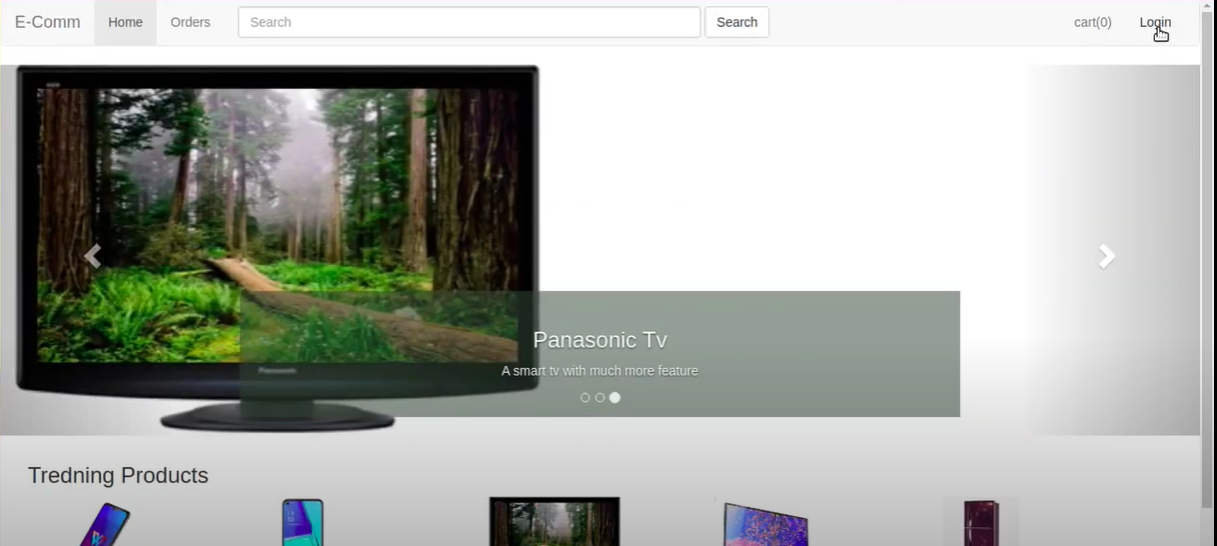 E-Comm Home Orders Search Search cart(0) Login
Panasonic
Panasonic Tv
A smart tv with much more feature
Tredning Products